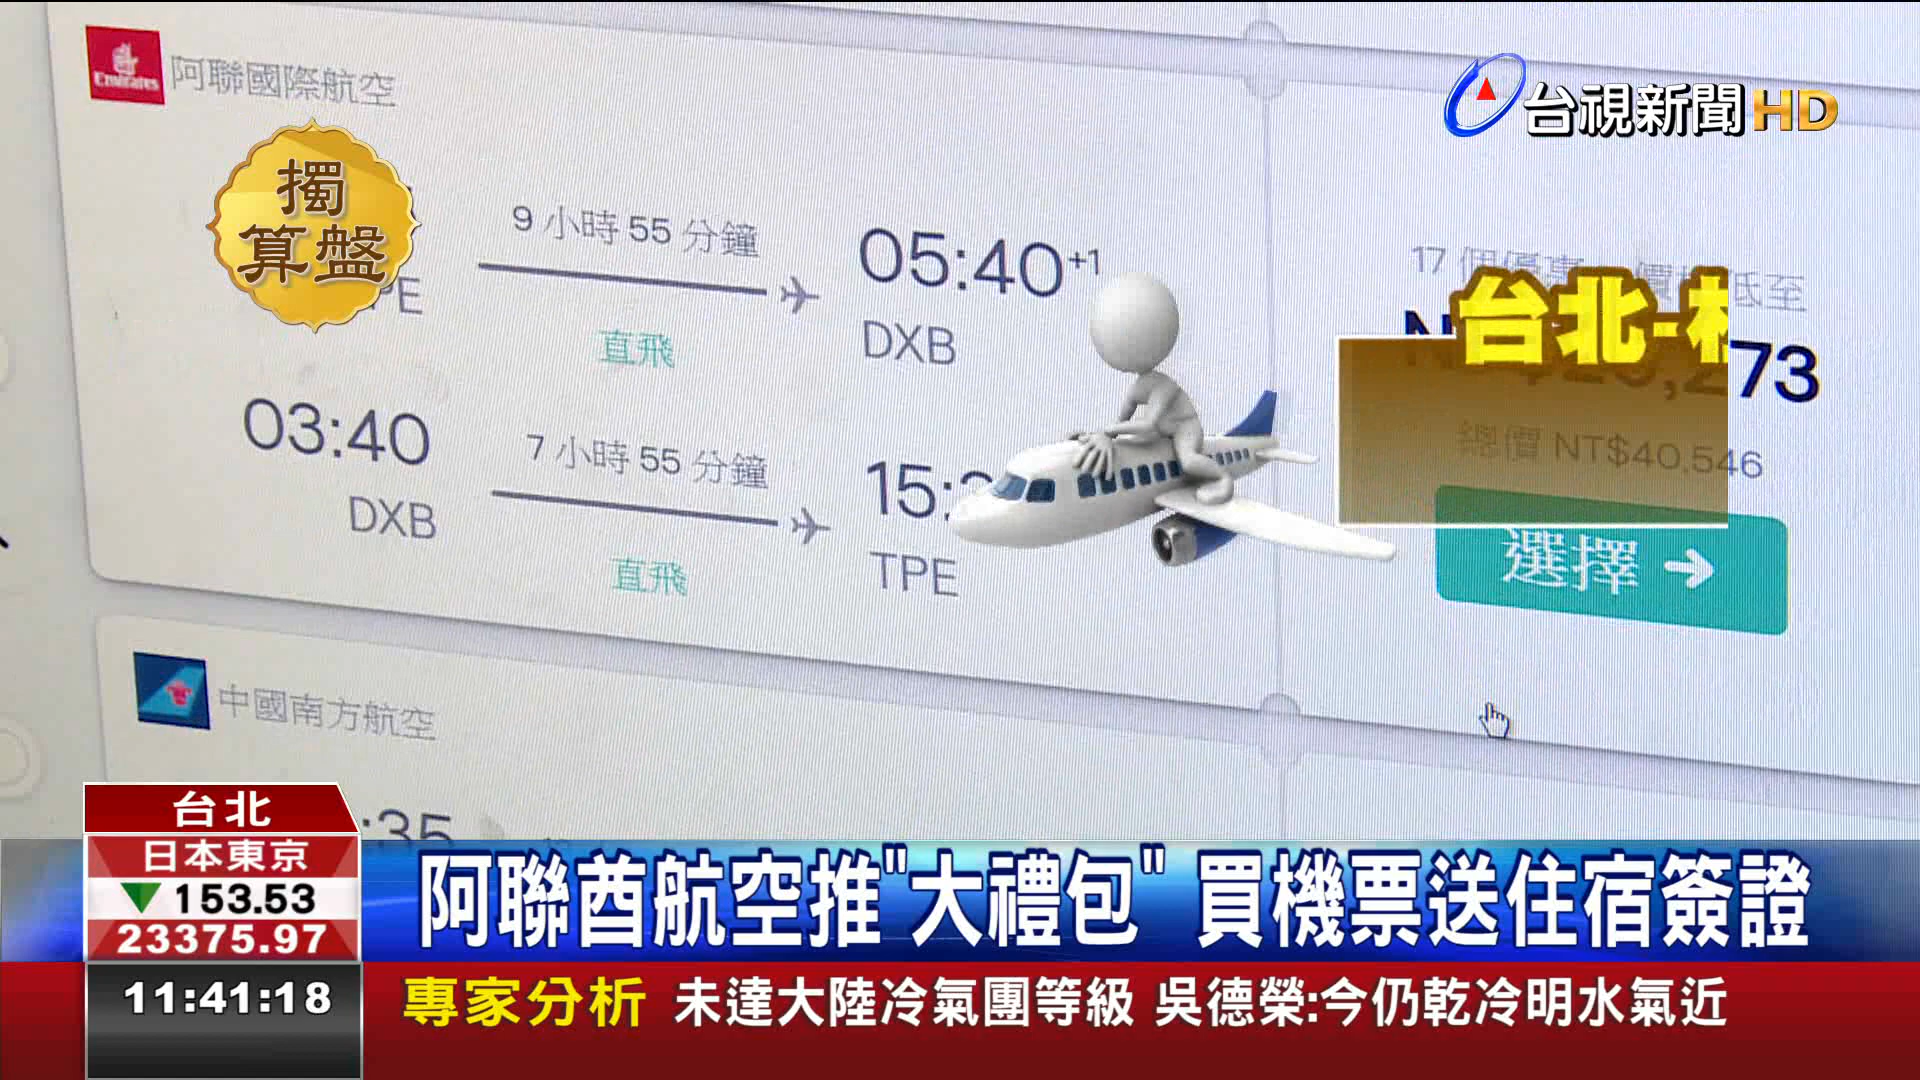 Emirates
阿聯國際航空
台視新聞HD
獨
算盤
9 小時 55 分鐘
05:40+1
直飛
DXB
17
低至
台北-
73
總價 NT$40,546
03:40
7 小時 55 分鐘
15:
DXB
直飛
TPE
選擇 →
中國南方航空
:35
台北
日本東京
▼ 153.53
23375.97
11:41:18
阿聯酋航空推"大禮包" 買機票送住宿簽證
專家分析 未達大陸冷氣團等級 吳德榮:今仍乾冷明水氣近